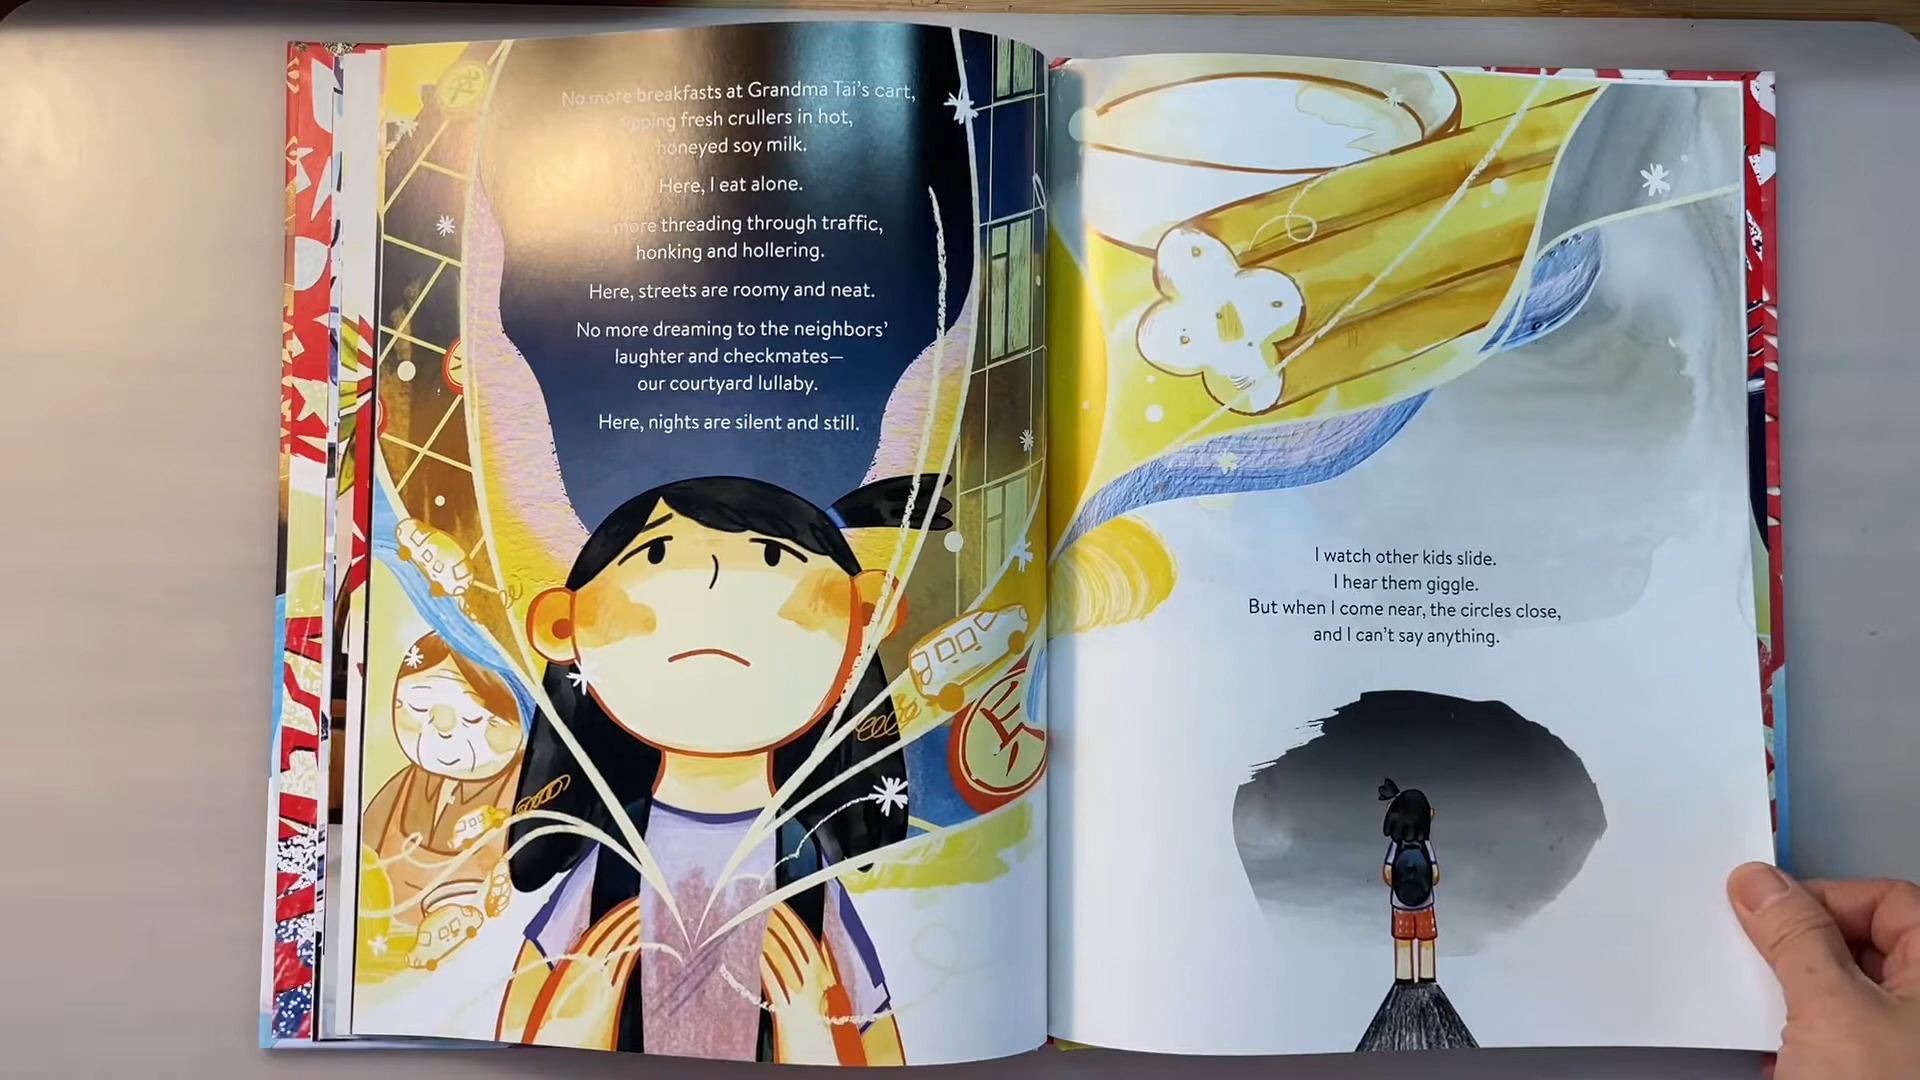 No more breakfasts at Grandma Tai's cart,
dipping fresh crullers in hot,
honeyed soy milk.
Here, I eat alone.
No more threading through traffic,
honking and hollering.
Here, streets are roomy and neat.
No more dreaming to the neighbors'
laughter and checkmates—
our courtyard lullaby.
Here, nights are silent and still.
I watch other kids slide.
I hear them giggle.
But when I come near, the circles close,
and I can't say anything.